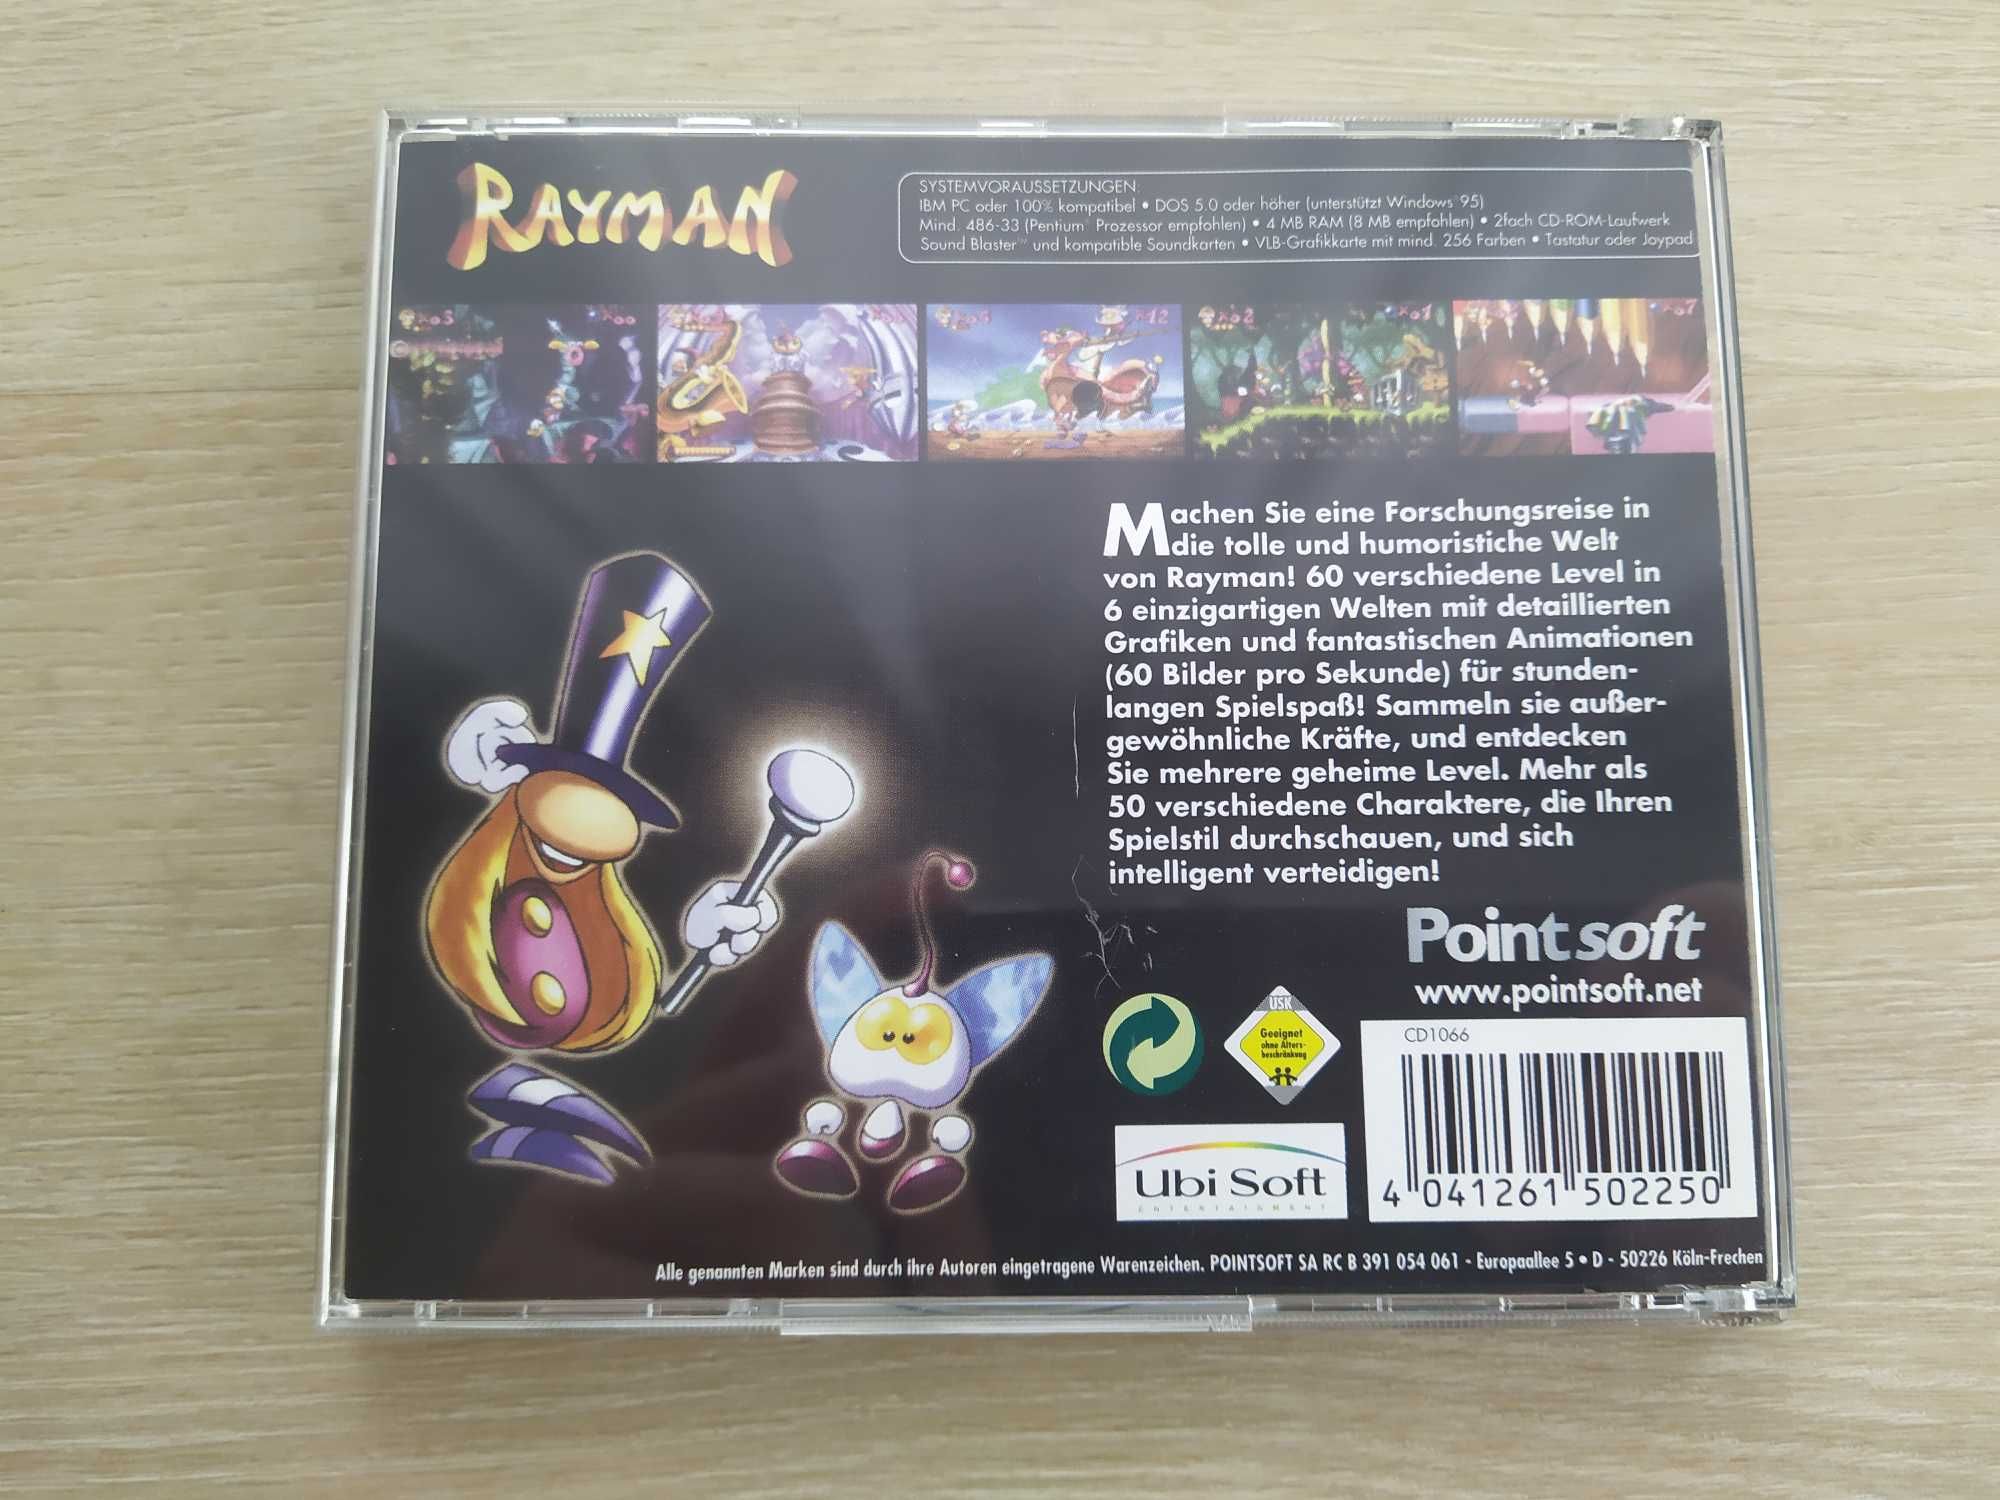 RAYMAN
SYSTEMVORAUSSETZUNGEN:
IBM PC oder 100% kompatibel • DOS 5.0 oder höher (unterstützt Windows 95)
Mind. 486-33 (Pentium Prozessor empfohlen) • 4 MB RAM (8 MB empfohlen) • 2fach CD-ROM-Laufwerk
Sound Blaster™ und kompatible Soundkarten • VLB-Grafikkarte mit mind. 256 Farben • Tastatur oder Joypad
Machen Sie eine Forschungsreise in
die tolle und humoristiche Welt
von Rayman! 60 verschiedene Level in
6 einzigartigen Welten mit detaillierten
Grafiken und fantastischen Animationen
(60 Bilder pro Sekunde) für stunden-
langen Spielspaß! Sammeln sie außer-
gewöhnliche Kräfte, und entdecken
Sie mehrere geheime Level. Mehr als
50 verschiedene Charaktere, die Ihren
Spielstil durchschauen, und sich
intelligent verteidigen!
Pointsoft
www.pointsoft.net
USK
Geeignet
ohne Alters-
beschränkung
CD1066
4 041261 502250
Ubi Soft
ENTERTAINMENT
Alle genannten Marken sind durch ihre Autoren eingetragene Warenzeichen. POINTSOFT SA RC B 391 054 061 - Europaallee 5 • D - 50226 Köln-Frechen